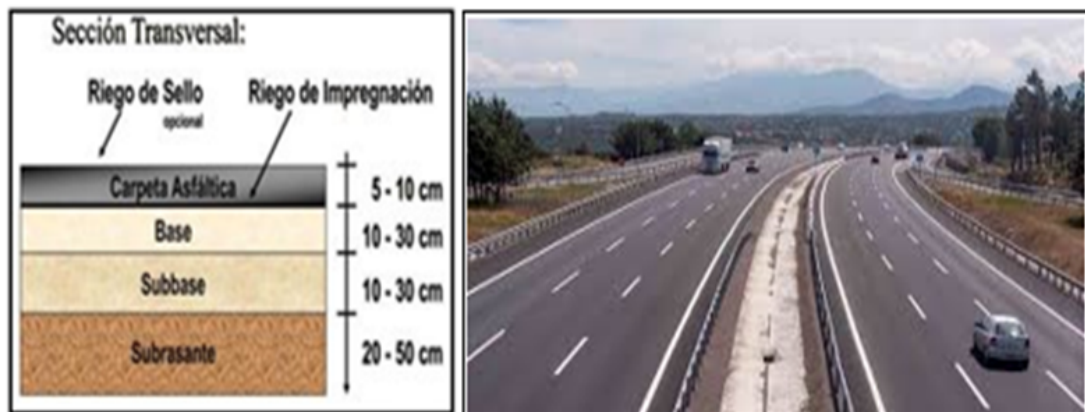 Sección Transversal:
Riego de Sello
opcional
Riego de Impregnación
Carpeta Asfáltica
5 - 10 cm
Base
10 - 30 cm
Subbase
10 - 30 cm
Subrasante
20 - 50 cm